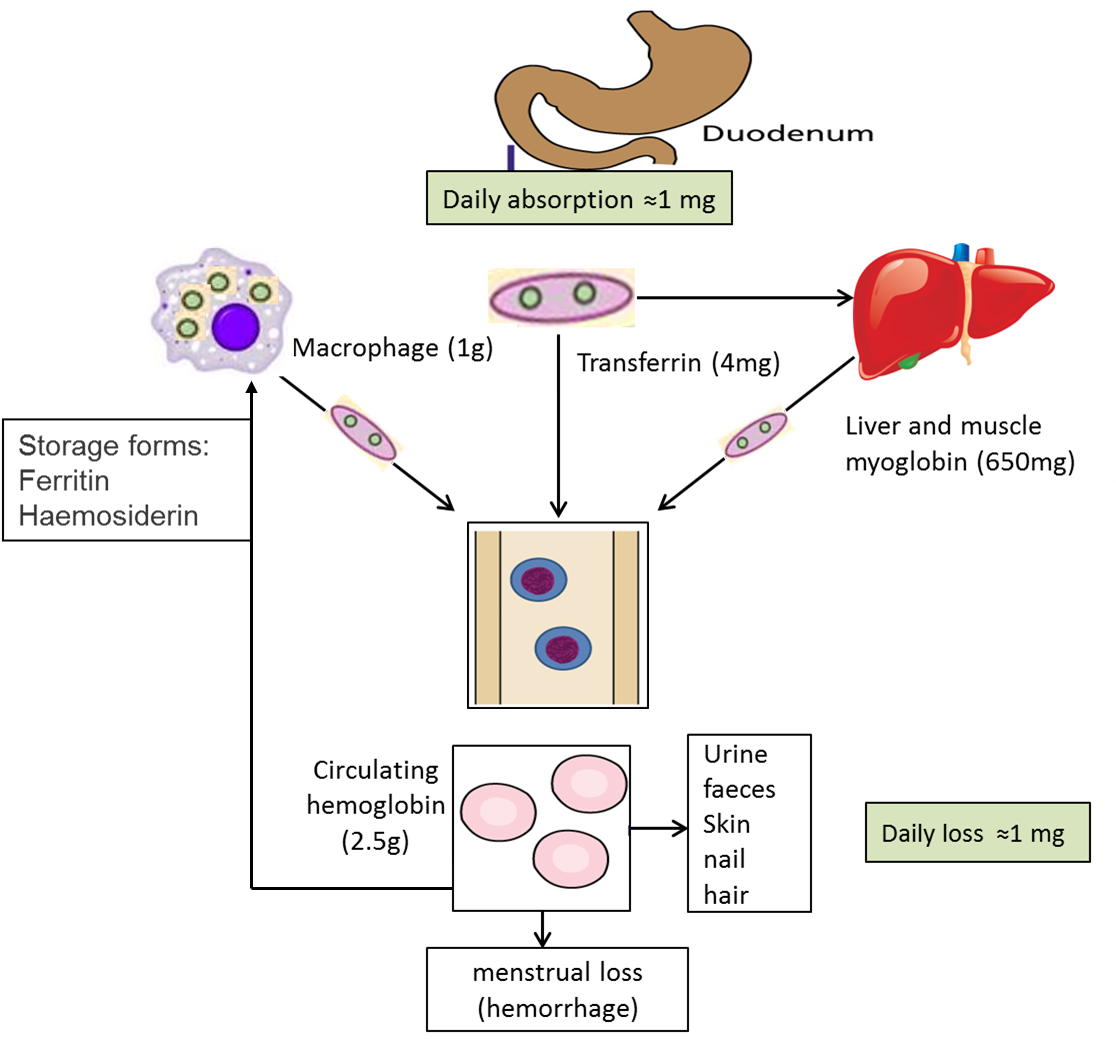 Duodenum
Daily absorption ≈1 mg
Macrophage (1g)
Transferrin (4mg)
Liver and muscle
myoglobin (650mg)
Storage forms:
Ferritin
Haemosiderin
Circulating
hemoglobin
(2.5g)
Urine
faeces
Skin
nail
hair
Daily loss ≈1 mg
menstrual loss
(hemorrhage)